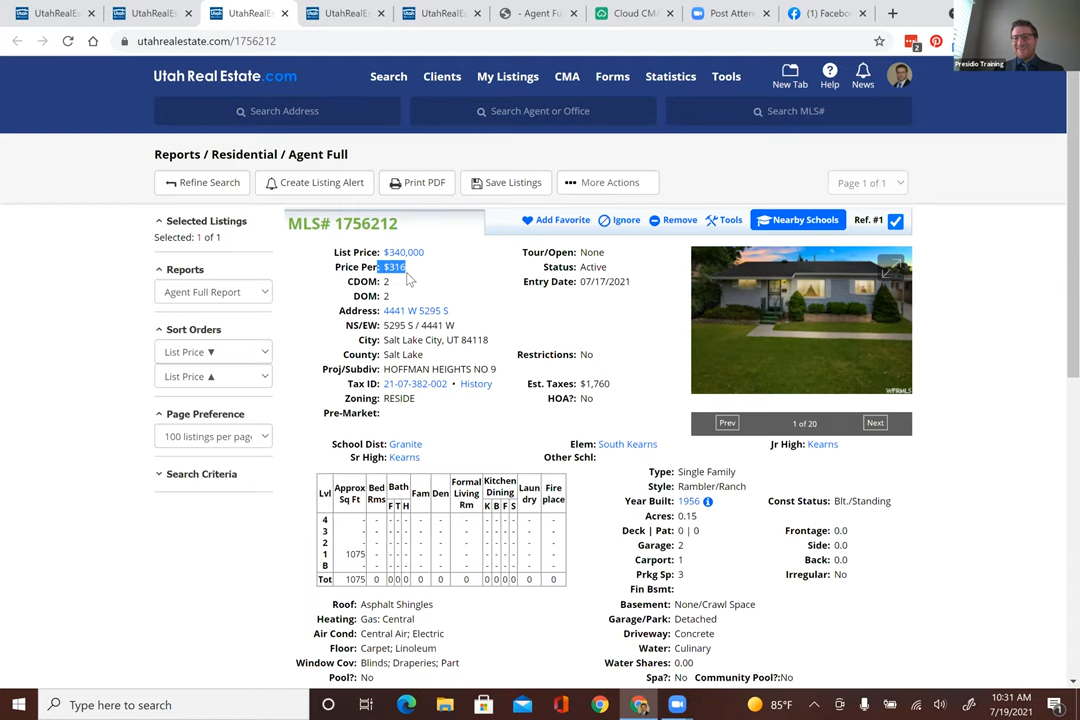 UtahRealEs
UtahRealEs
UtahRealEs
UtahRealEs
UtahRealEs
- Agent Fu
Cloud CMA
Post Atten
(1) Faceboo
utahrealestate.com/1756212
2
Presidio Training
UtahRealEstate.com
Search
Clients
My Listings
CMA
Forms
Statistics
Tools
New Tab
Help
News
Search Address
Search Agent or Office
Search MLS#
Reports / Residential / Agent Full
Refine Search
Create Listing Alert
Print PDF
Save Listings
More Actions
Page 1 of 1
Selected Listings
Selected: 1 of 1
Reports
Agent Full Report
Sort Orders
List Price ▼
List Price ▲
Page Preference
100 listings per page
Search Criteria
MLS# 1756212
Add Favorite
Ignore
Remove
Tools
Nearby Schools
Ref. #1
List Price: $340,000
Price Per: $316
CDOM: 2
DOM: 2
Address: 4441 W 5295 S
NS/EW: 5295 S / 4441 W
City: Salt Lake City, UT 84118
County: Salt Lake
Proj/Subdiv: HOFFMAN HEIGHTS NO 9
Tax ID: 21-07-382-002 • History
Zoning: RESIDE
Pre-Market:
Tour/Open: None
Status: Active
Entry Date: 07/17/2021
Restrictions: No
Est. Taxes: $1,760
HOA?: No
WFRMLS
Prev
1 of 20
Next
School Dist: Granite
Elem: South Kearns
Jr High: Kearns
Sr High: Kearns
Other Schl:
Lvl Approx Sq Ft Bed Rms Bath F T H Fam Den Formal Living Rm Kitchen Dining K B F S Laun dry Fire place
4 - - - - - - - - - - - - - -
3 - - - - - - - - - - - - - -
2 - - - - - - - - - - - - - -
1 1075 - - - - - - - - - - - - -
B - - - - - - - - - - - - - -
Tot 1075 0 0 0 0 0 0 0 0 0 0 0 0 0
Type: Single Family
Style: Rambler/Ranch
Year Built: 1956
Const Status: Blt./Standing
Acres: 0.15
Deck | Pat: 0 | 0
Frontage: 0.0
Garage: 2
Side: 0.0
Carport: 1
Back: 0.0
Prkg Sp: 3
Irregular: No
Fin Bsmt:
Roof: Asphalt Shingles
Heating: Gas: Central
Air Cond: Central Air; Electric
Floor: Carpet; Linoleum
Window Cov: Blinds; Draperies; Part
Pool?: No
Basement: None/Crawl Space
Garage/Park: Detached
Driveway: Concrete
Water: Culinary
Water Shares: 0.00
Spa?: No Community Pool?:No
Type here to search
85°F
10:31 AM
7/19/2021
1